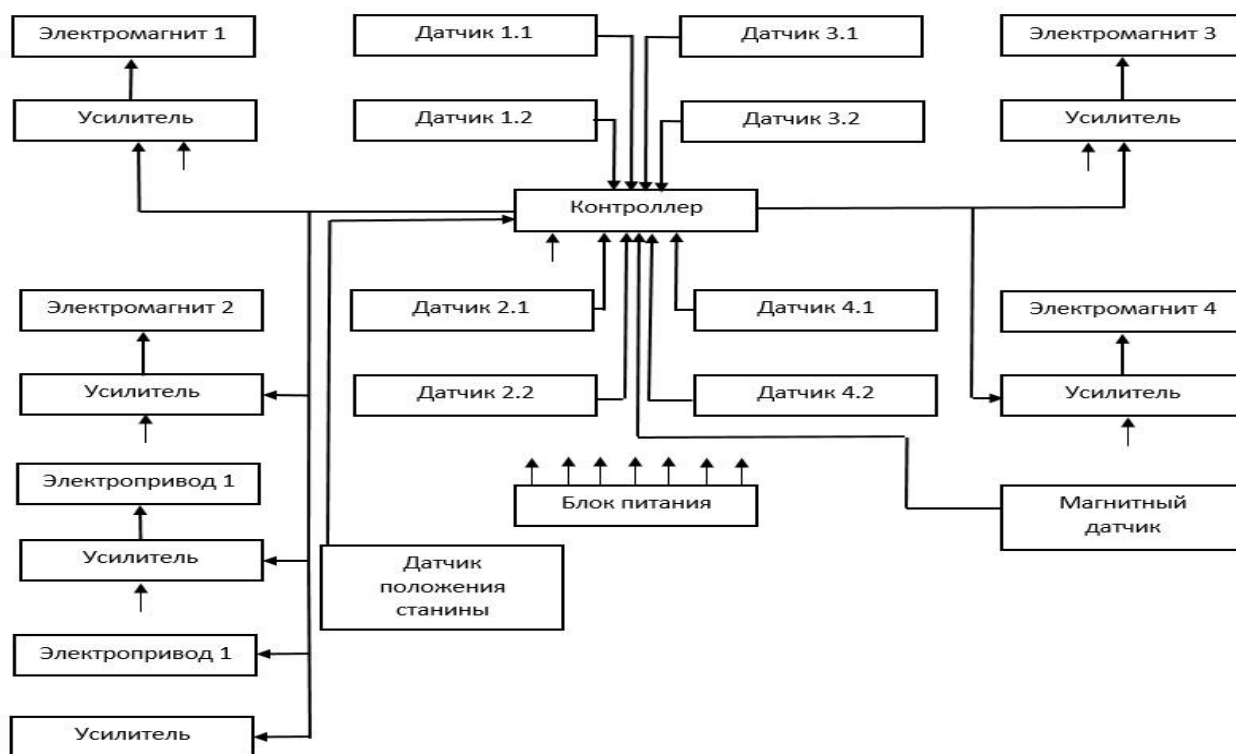 Электромагнит 1
Датчик 1.1
Датчик 3.1
Электромагнит 3
Усилитель
Датчик 1.2
Датчик 3.2
Усилитель
Контроллер
Электромагнит 2
Датчик 2.1
Датчик 4.1
Электромагнит 4
Усилитель
Датчик 2.2
Датчик 4.2
Усилитель
Электропривод 1
Блок питания
Магнитный
датчик
Усилитель
Датчик
положения
станины
Электропривод 1
Усилитель